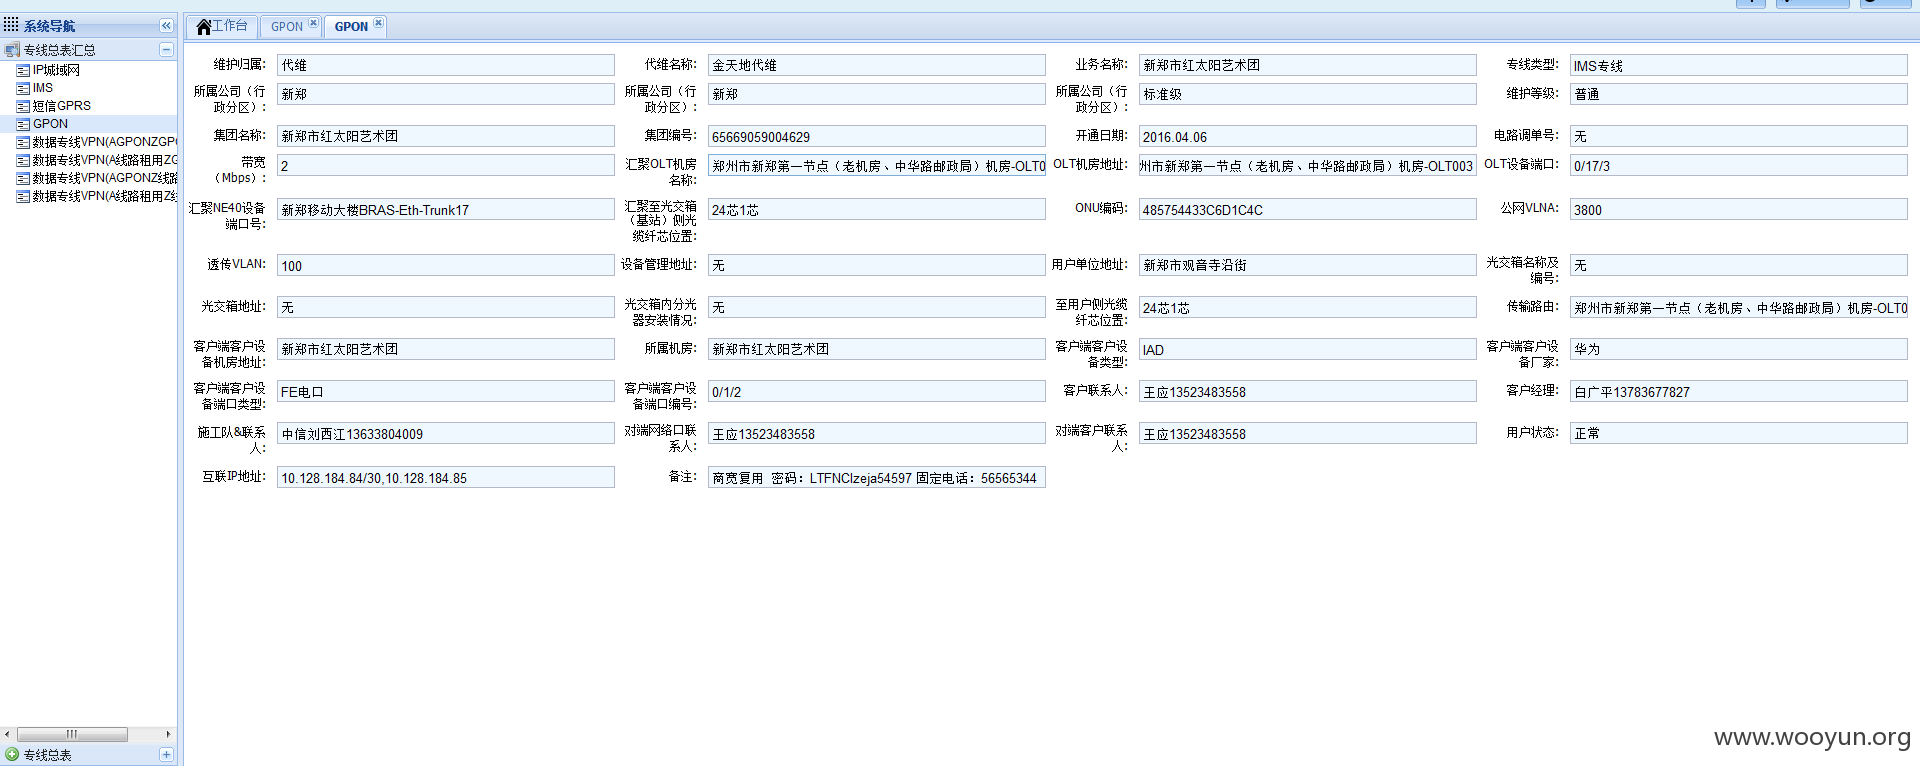 系统导航
专线总表汇总
IP城域网
IMS
短信GPRS
GPON
数据专线VPN(AGPONZGP
数据专线VPN(A线路租用ZG
数据专线VPN(AGPONZ线路
数据专线VPN(A线路租用Z线
专线总表
工作台 GPON GPON
维护归属: 代维 代维名称: 金天地代维 业务名称: 新郑市红太阳艺术团 专线类型: IMS专线
所属公司（行政分区）: 新郑 所属公司（行政分区）: 新郑 所属公司（行政分区）: 标准级 维护等级: 普通
集团名称: 新郑市红太阳艺术团 集团编号: 65669059004629 开通日期: 2016.04.06 电路调单号: 无
带宽（Mbps）: 2 汇聚OLT机房名称: 郑州市新郑第一节点（老机房、中华路邮政局）机房-OLT0 OLT机房地址: 州市新郑第一节点（老机房、中华路邮政局）机房-OLT003 OLT设备端口: 0/17/3
汇聚NE40设备端口号: 新郑移动大楼BRAS-Eth-Trunk17 汇聚至光交箱（基站）侧光缆纤芯位置: 24芯1芯 ONU编码: 485754433C6D1C4C 公网VLNA: 3800
透传VLAN: 100 设备管理地址: 无 用户单位地址: 新郑市观音寺沿街 光交箱名称及编号: 无
光交箱地址: 无 光交箱内分光器安装情况: 无 至用户侧光缆纤芯位置: 24芯1芯 传输路由: 郑州市新郑第一节点（老机房、中华路邮政局）机房-OLT0
客户端客户设备机房地址: 新郑市红太阳艺术团 所属机房: 新郑市红太阳艺术团 客户端客户设备类型: IAD 客户端客户设备厂家: 华为
客户端客户设备端口类型: FE电口 客户端客户设备端口编号: 0/1/2 客户联系人: 王应13523483558 客户经理: 白广平13783677827
施工队&联系人: 中信刘西江13633804009 对端网络口联系人: 王应13523483558 对端客户联系人: 王应13523483558 用户状态: 正常
互联IP地址: 10.128.184.84/30,10.128.184.85 备注: 商宽复用 密码：LTFNClzeja54597 固定电话：56565344
www.wooyun.org